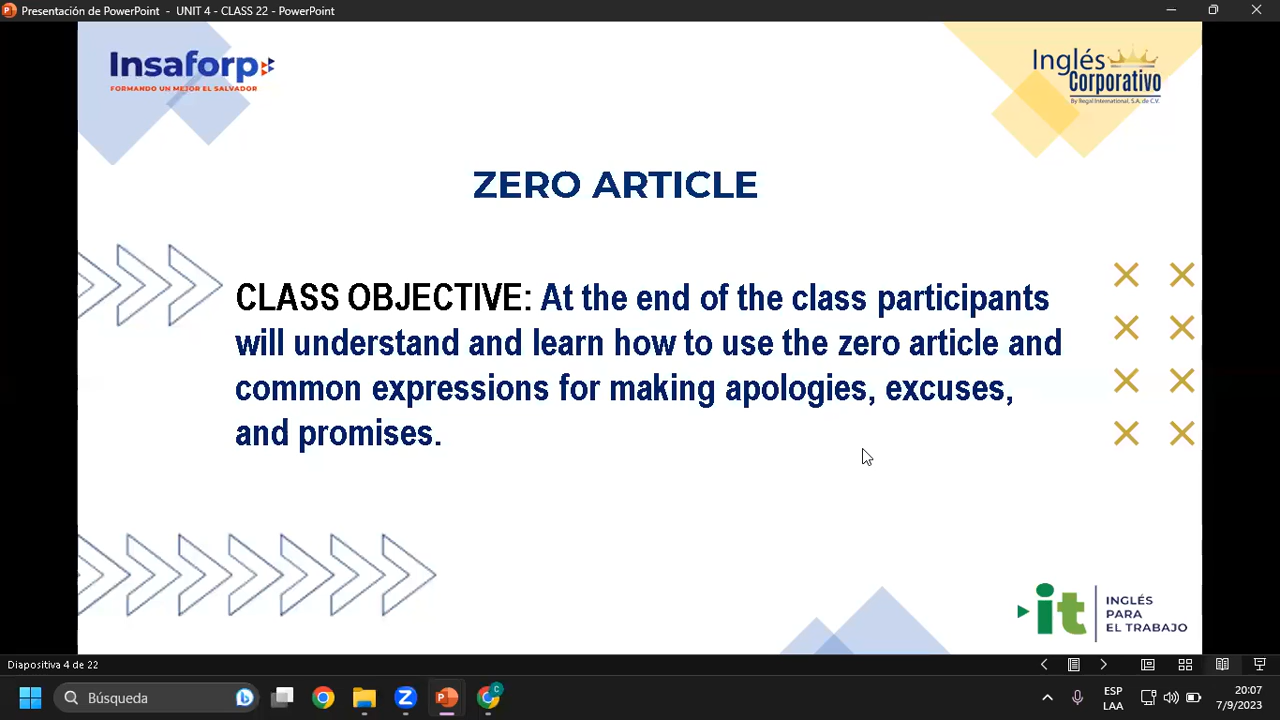 Presentación de PowerPoint - UNIT 4 - CLASS 22 - PowerPoint
Insaforp
FORMANDO UN MEJOR EL SALVADOR
Inglés
Corporativo
By Regal International, S.A. de C.V.
ZERO ARTICLE
CLASS OBJECTIVE: At the end of the class participants
will understand and learn how to use the zero article and
common expressions for making apologies, excuses,
and promises.
it
INGLÉS
PARA
EL TRABAJO
Diapositiva 4 de 22
Búsqueda
ESP
LAA
20:07
7/9/2023